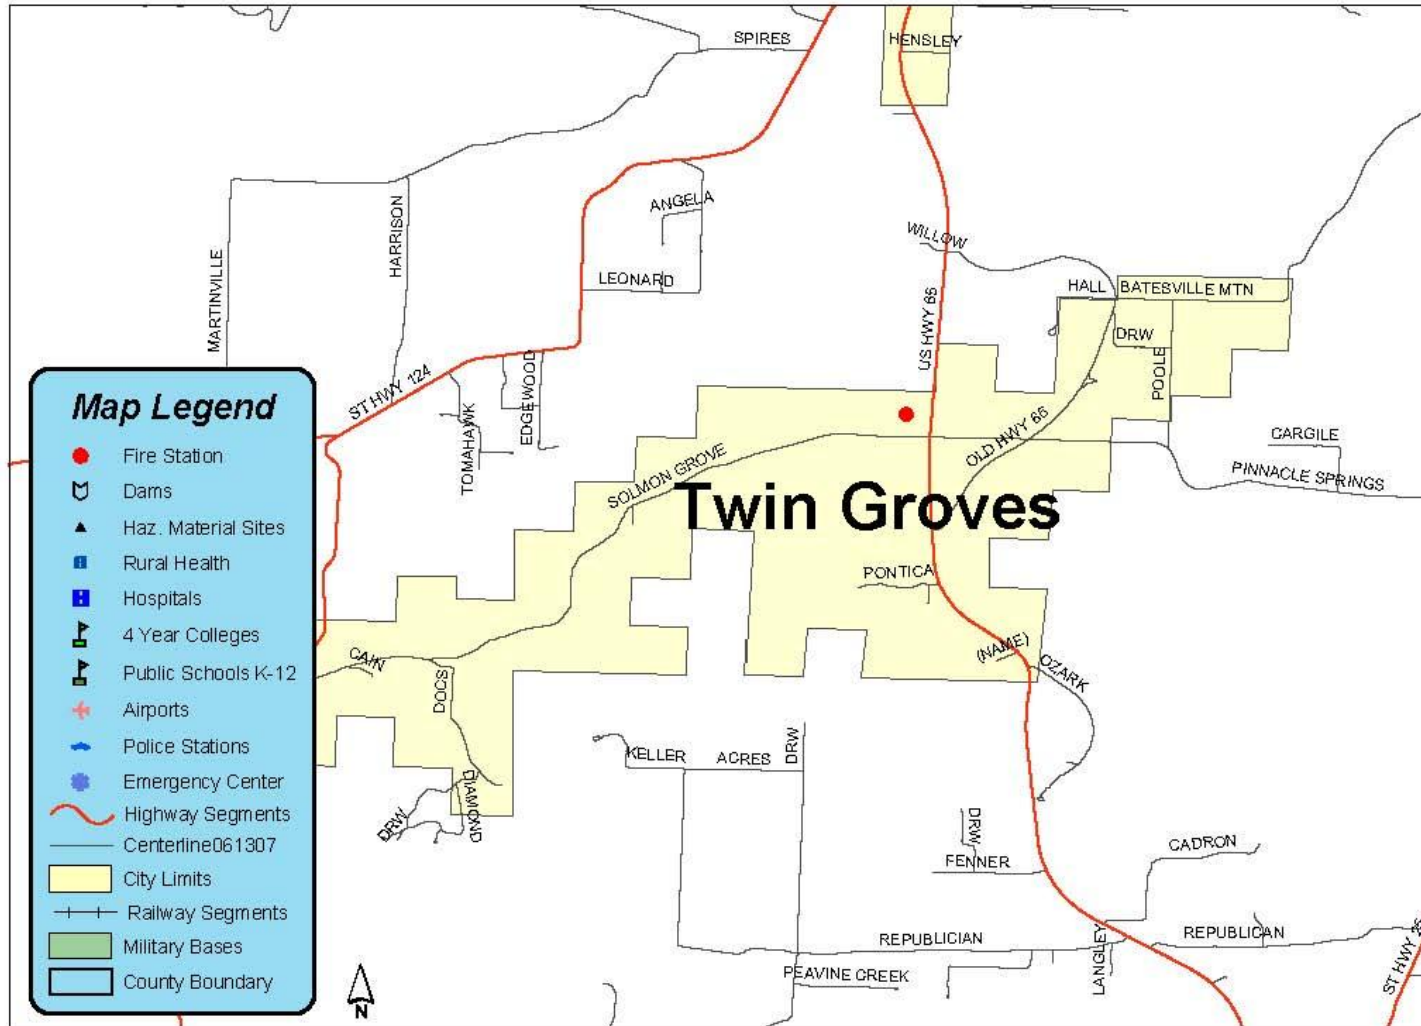 SPIRES
HENSLEY
ANGELA
HARRISON
WILLOW
MARTINVILLE
LEONARD
HALL
BATESVILLE MTN
US HWY 65
DRW
POOLE
ST HWY 124
EDGEWOOD
TOMAHAWK
OLD HWY 65
CARGILE
SOLMON GROVE
PINNACLE SPRINGS
Twin Groves
PONTICA
(NAME)
OZARK
CAIN
DOCS
KELLER
ACRES
DRW
DIAMOND
DRW
DRW
FENNER
CADRON
REPUBLICIAN
LANGLEY
REPUBLICAN
PEAVINE CREEK
ST HWY
Map Legend
Fire Station
Dams
Haz. Material Sites
Rural Health
Hospitals
4 Year Colleges
Public Schools K-12
Airports
Police Stations
Emergency Center
Highway Segments
Centerline061307
City Limits
Railway Segments
Military Bases
County Boundary
N